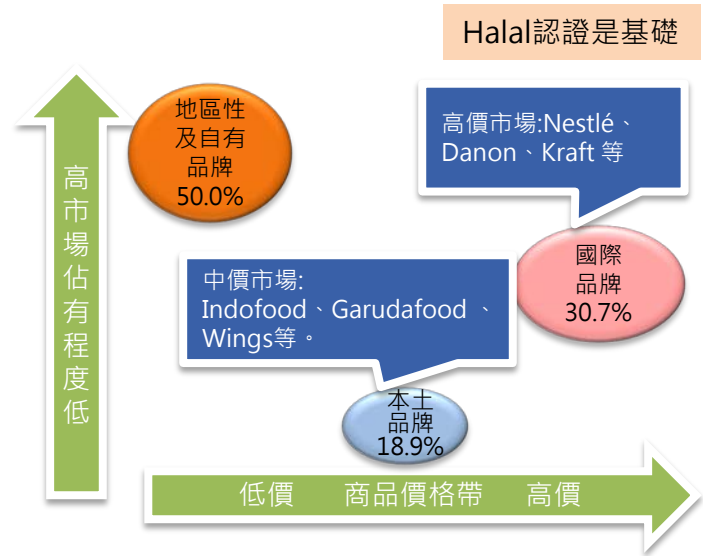 Halal認證是基礎
地區性
及自有
品牌
50.0%
高價市場:Nestlé、
Danon、Kraft 等
高市場佔有程度低
國際
品牌
30.7%
中價市場:
Indofood、Garudafood 、
Wings等。
本土
品牌
18.9%
低價 商品價格帶 高價